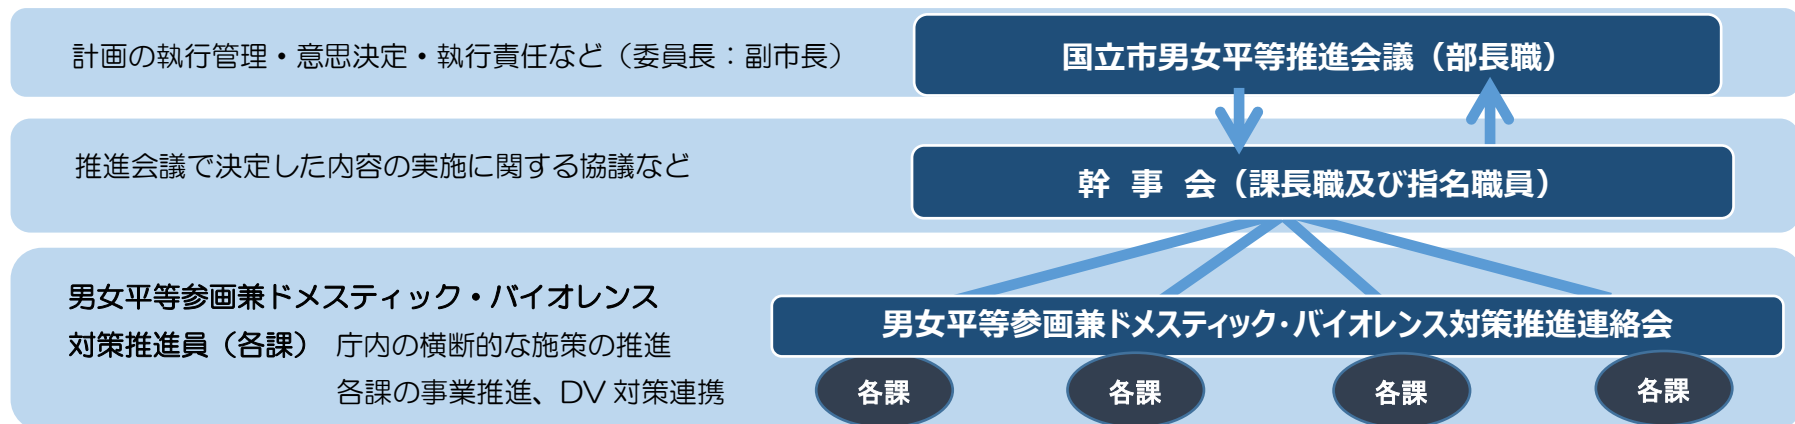 計画の執行管理・意思決定・執行責任など（委員長：副市長）
国立市男女平等推進会議（部長職）
推進会議で決定した内容の実施に関する協議など
幹 事 会（課長職及び指名職員）
男女平等参画兼ドメスティック・バイオレンス
対策推進員（各課） 庁内の横断的な施策の推進
各課の事業推進、DV 対策連携
男女平等参画兼ドメスティック・バイオレンス対策推進連絡会
各課
各課
各課
各課